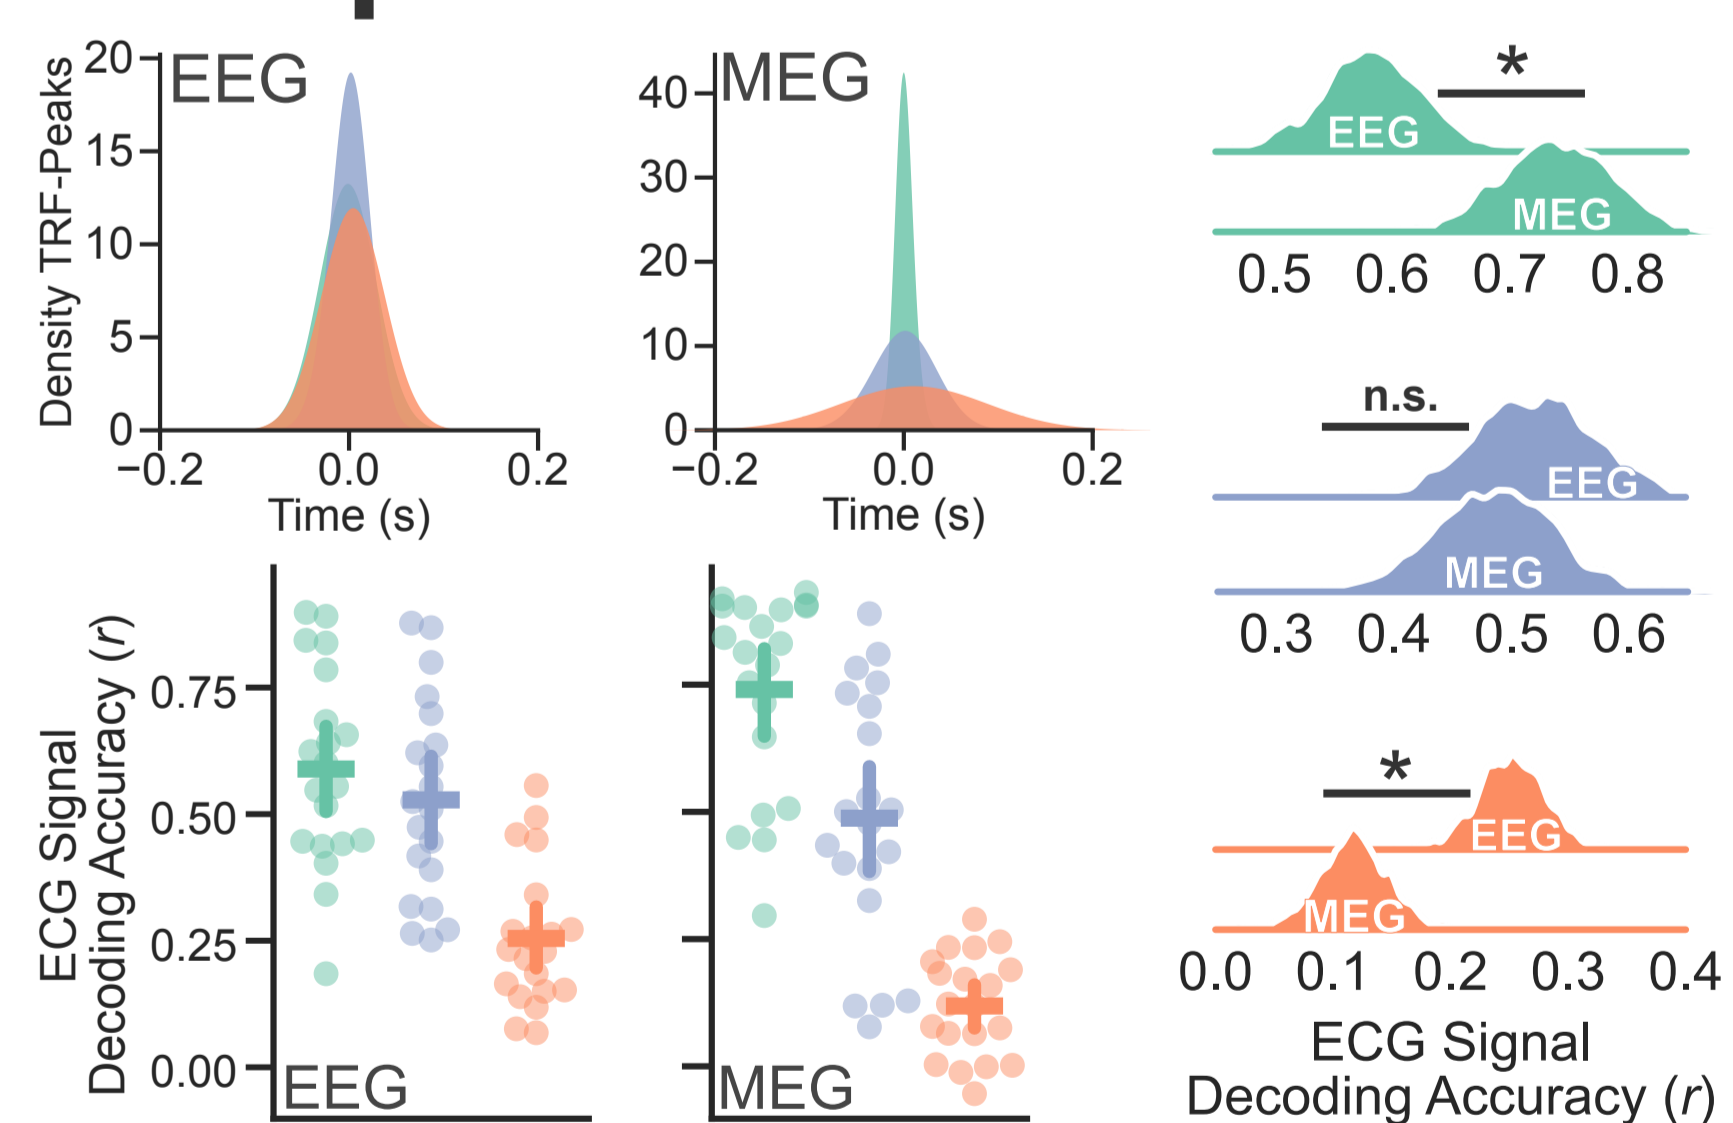 EEG
20
15
10
5
0
Density TRF-Peaks
−0.2 0.0 0.2
Time (s)
MEG
40
30
20
10
0
−0.2 0.0 0.2
Time (s)
*
EEG
MEG
0.5 0.6 0.7 0.8
n.s.
EEG
MEG
0.3 0.4 0.5 0.6
*
EEG
MEG
0.0 0.1 0.2 0.3 0.4
ECG Signal
Decoding Accuracy (r)
ECG Signal
Decoding Accuracy (r)
0.75
0.50
0.25
0.00
EEG
MEG